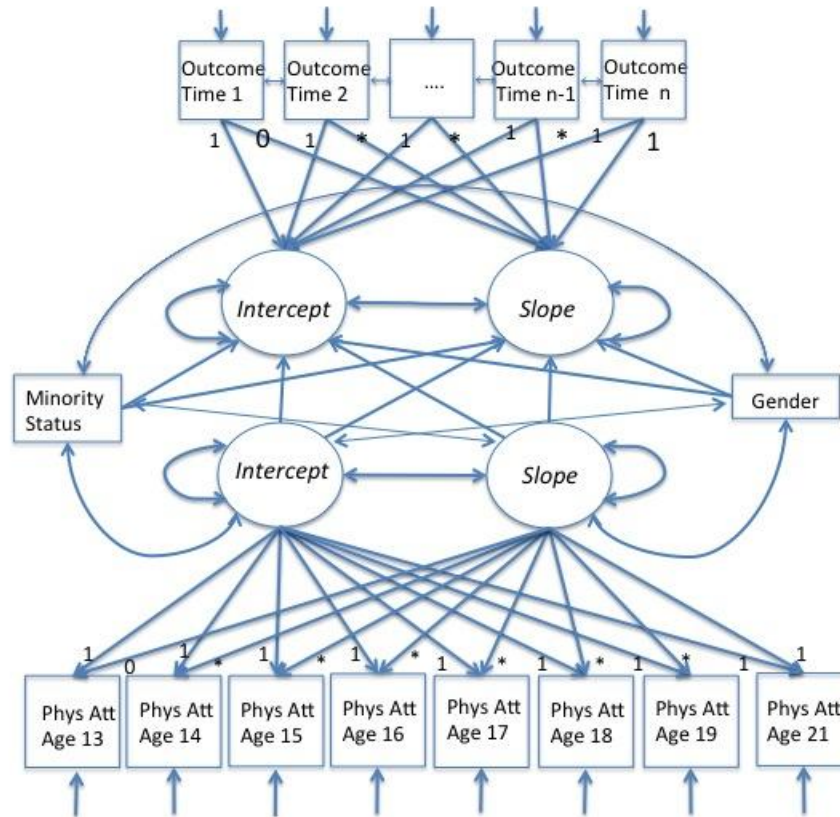 Outcome Time 1
Outcome Time 2
....
Outcome Time n-1
Outcome Time n
1 0 1 * 1 * 1 * 1 1
Intercept
Slope
Minority Status
Gender
Intercept
Slope
1 0 1 * 1 * 1 * 1 * 1 * 1 * 1 1
Phys Att Age 13
Phys Att Age 14
Phys Att Age 15
Phys Att Age 16
Phys Att Age 17
Phys Att Age 18
Phys Att Age 19
Phys Att Age 21